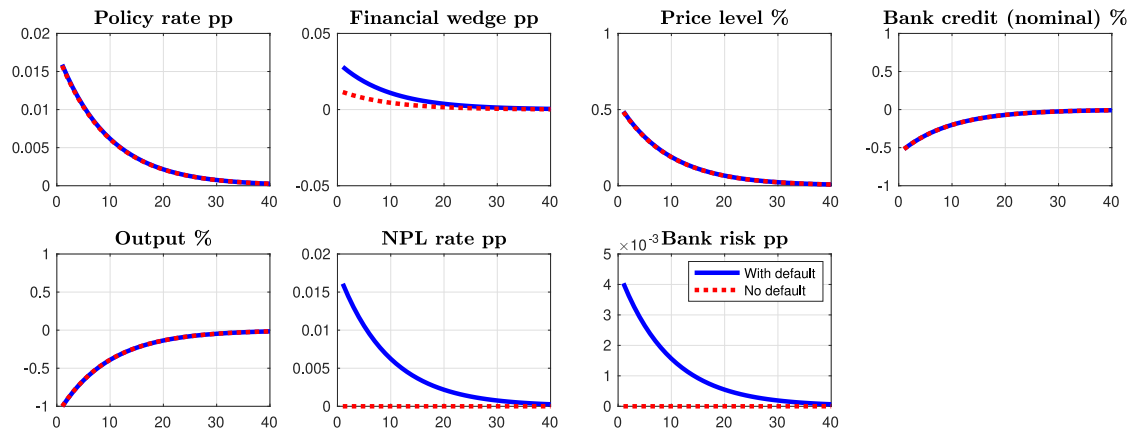 Policy rate pp
0.02
0.015
0.01
0.005
0
0 10 20 30 40
Financial wedge pp
0.05
0
-0.05
0 10 20 30 40
Price level %
1
0.5
0
0 10 20 30 40
Bank credit (nominal) %
1
0.5
0
-0.5
-1
0 10 20 30 40
Output %
1
0.5
0
-0.5
-1
0 10 20 30 40
NPL rate pp
0.02
0.015
0.01
0.005
0
0 10 20 30 40
×10⁻³ Bank risk pp
5
4
3
2
1
0
0 10 20 30 40
With default
No default